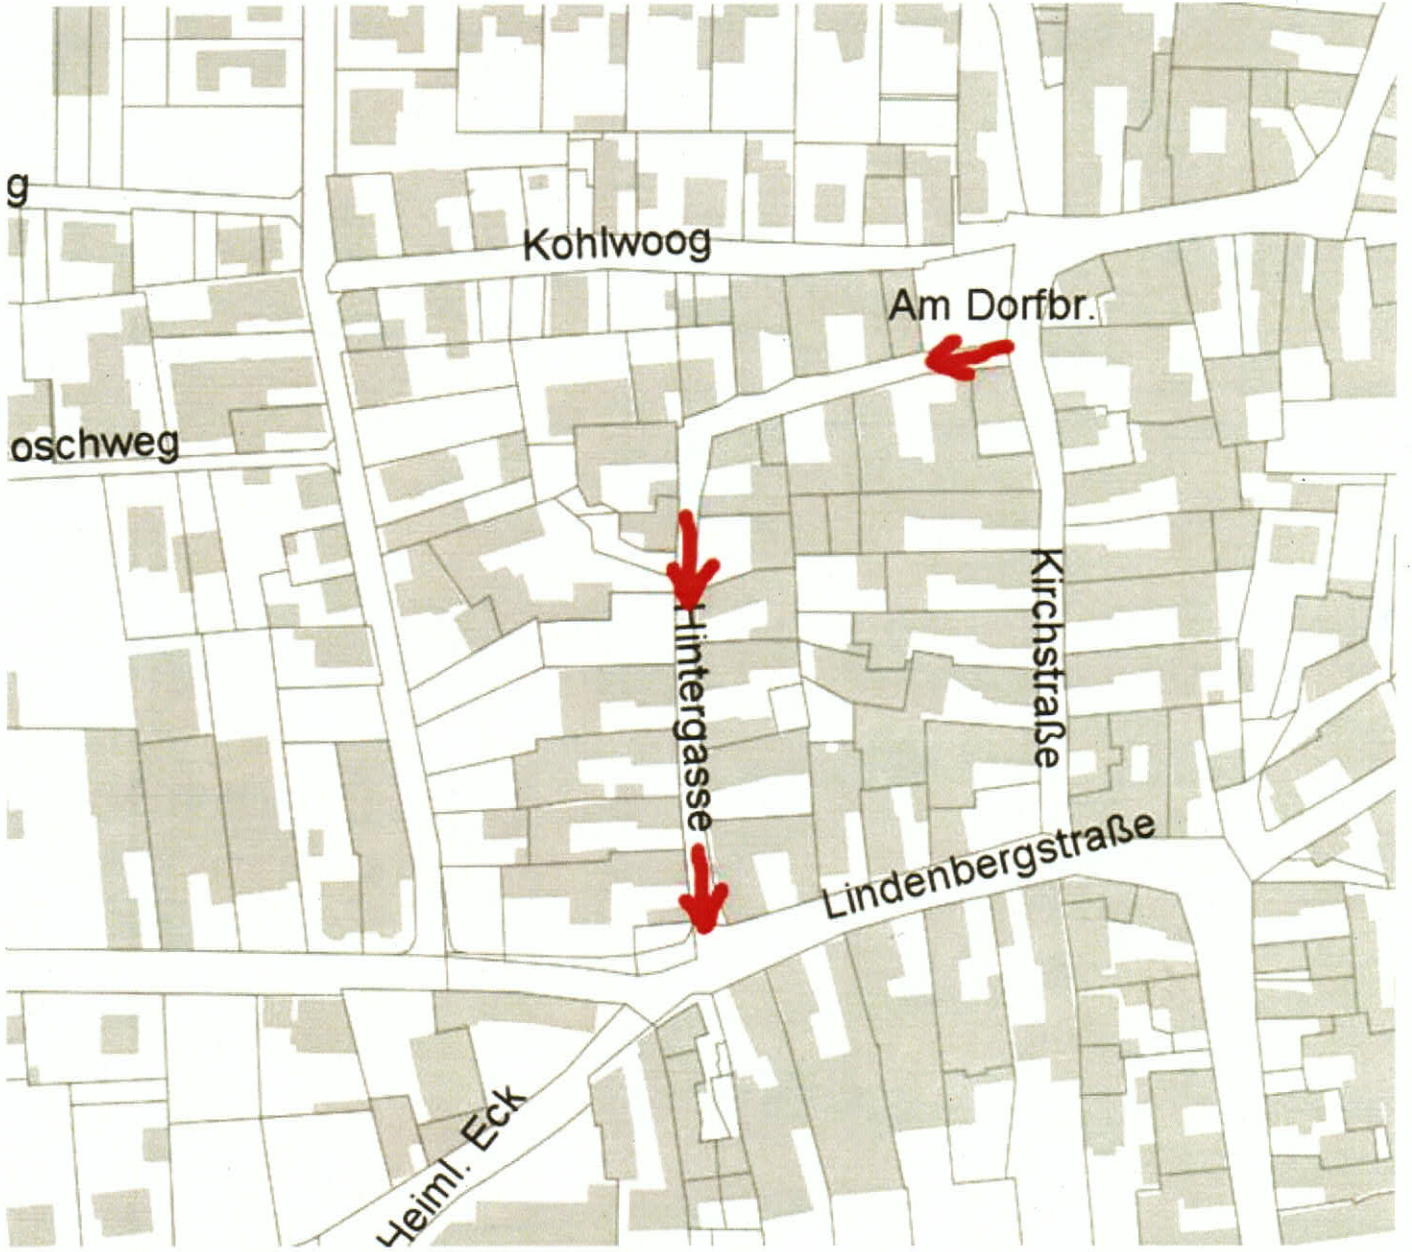 g
Kohlwoog
Am Dorfbr.
oschweg
Kirchstraße
Hintergasse
Lindenbergstraße
Heiml. Eck